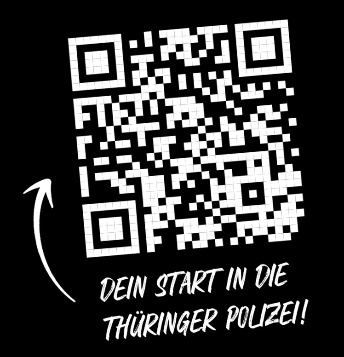 DEIN START IN DIE
THÜRINGER POLIZEI!